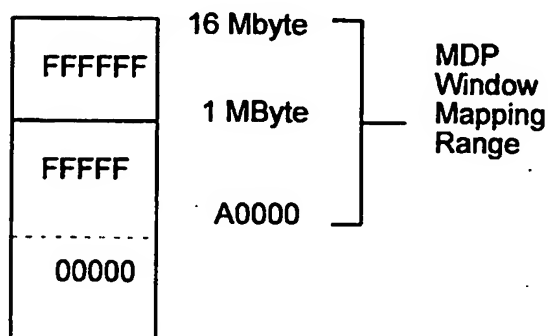 16 Mbyte
FFFFFF
1 MByte
FFFFF
A0000
00000
MDP
Window
Mapping
Range